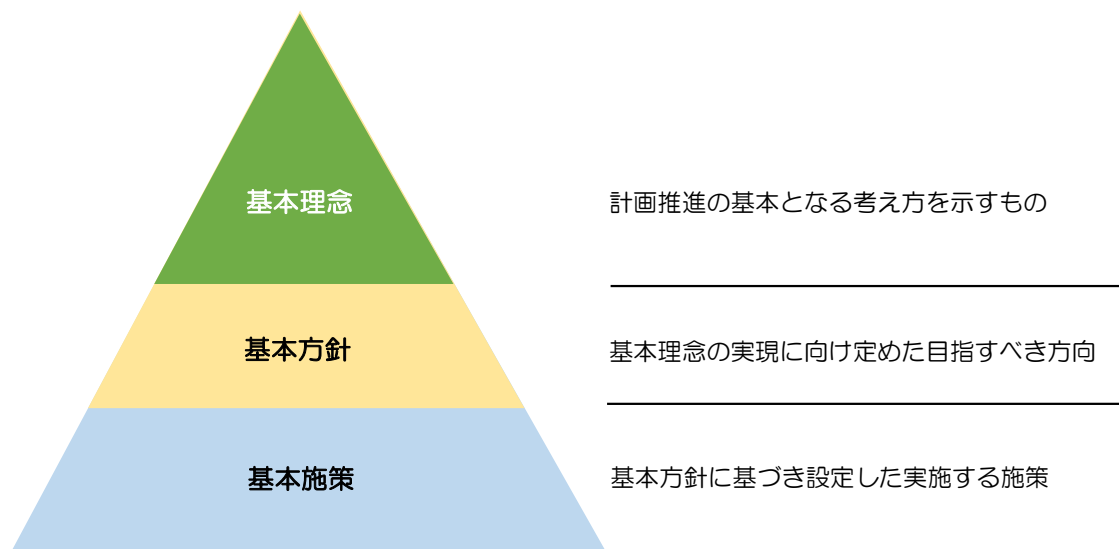 基本理念
計画推進の基本となる考え方を示すもの
基本方針
基本理念の実現に向け定めた目指すべき方向
基本施策
基本方針に基づき設定した実施する施策